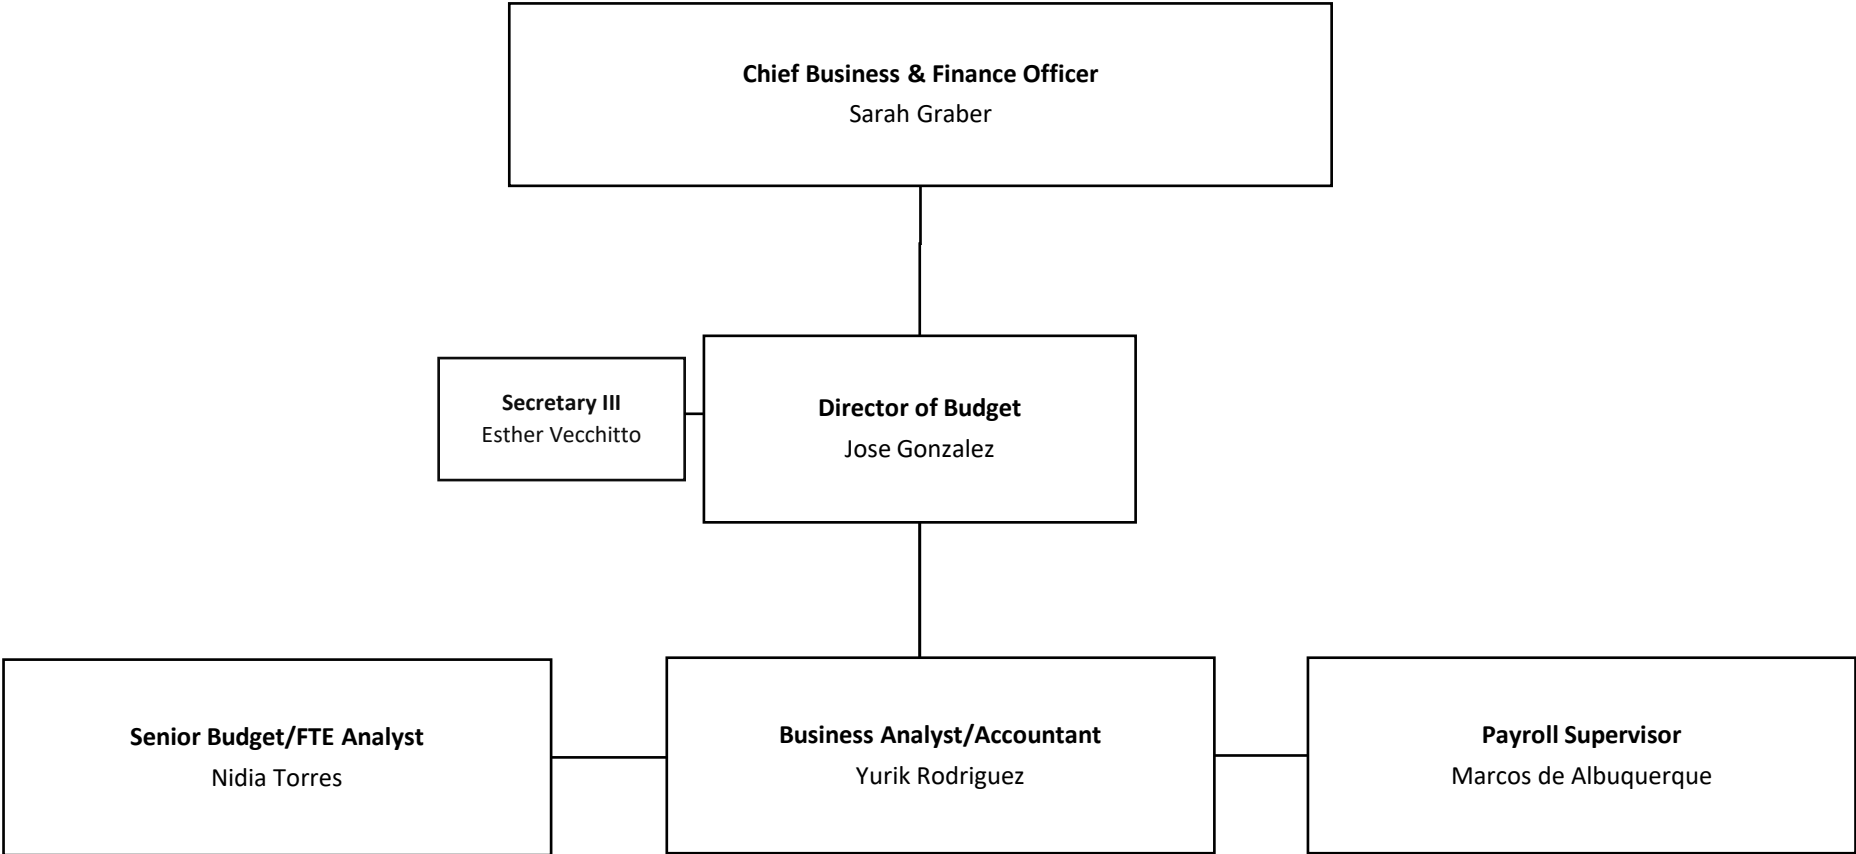 Chief Business & Finance Officer
Sarah Graber
Secretary III
Esther Vecchitto
Director of Budget
Jose Gonzalez
Senior Budget/FTE Analyst
Nidia Torres
Business Analyst/Accountant
Yurik Rodriguez
Payroll Supervisor
Marcos de Albuquerque